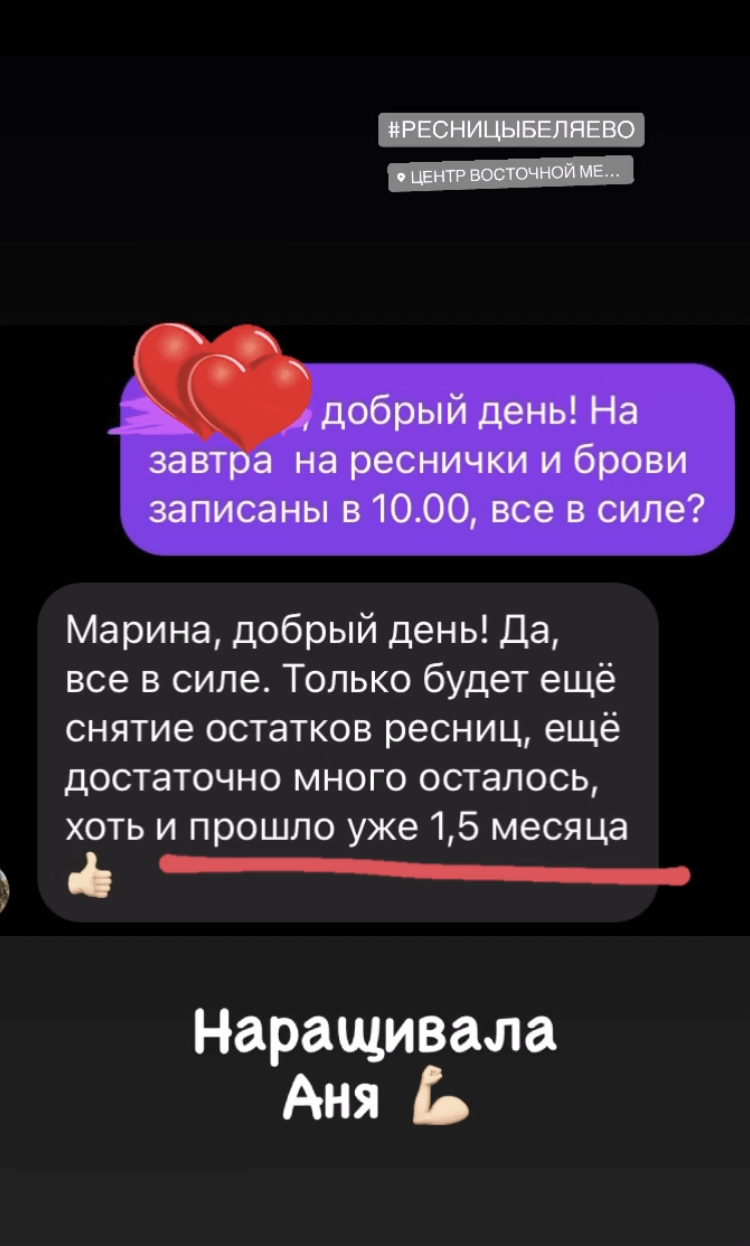 #РЕСНИЦЫБЕЛЯЕВО
ЦЕНТР ВОСТОЧНОЙ МЕ...
, добрый день! На
завтра на реснички и брови
записаны в 10.00, все в силе?
Марина, добрый день! Да,
все в силе. Только будет ещё
снятие остатков ресниц, ещё
достаточно много осталось,
хоть и прошло уже 1,5 месяца
👍🏻
Наращивала
Аня 💪🏻